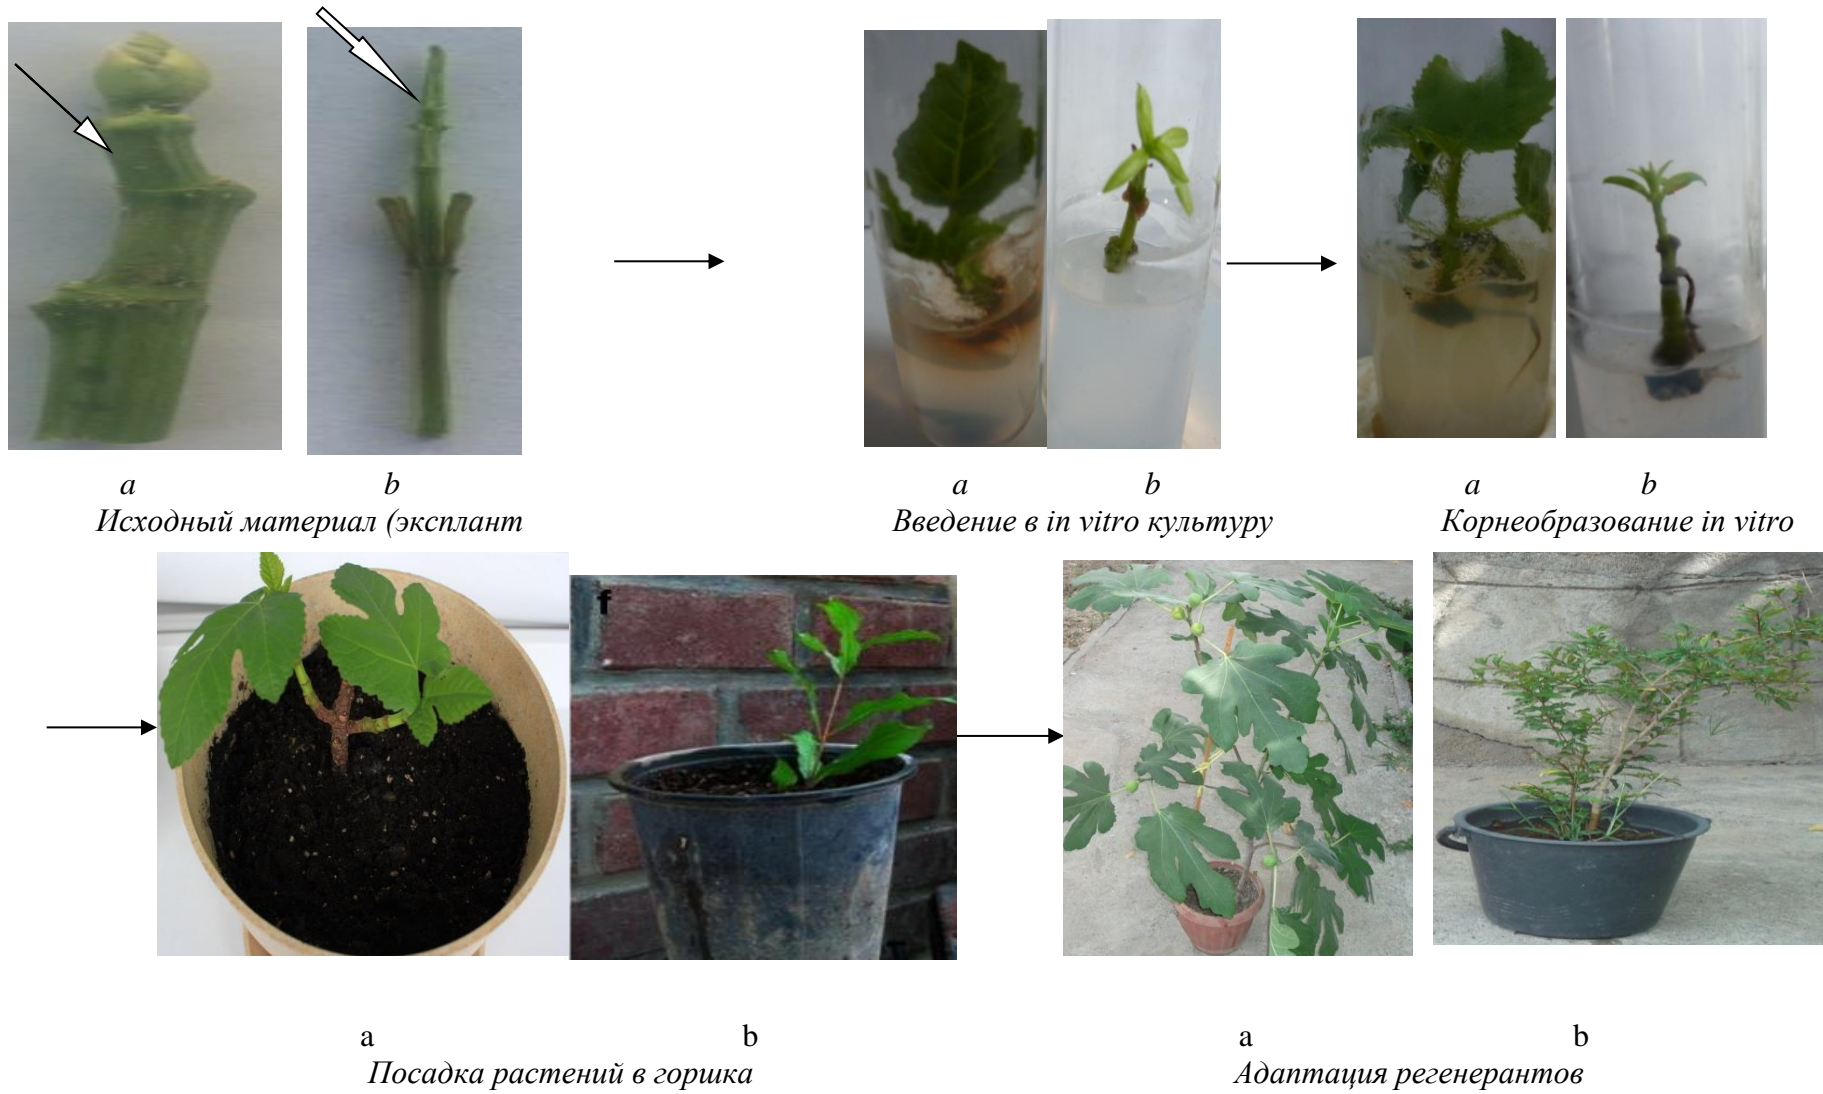 a b
Исходный материал (эксплант
a b
Введение в in vitro культуру
a b
Корнеобразование in vitro
f
a b
Посадка растений в горшка
a b
Адаптация регенерантов